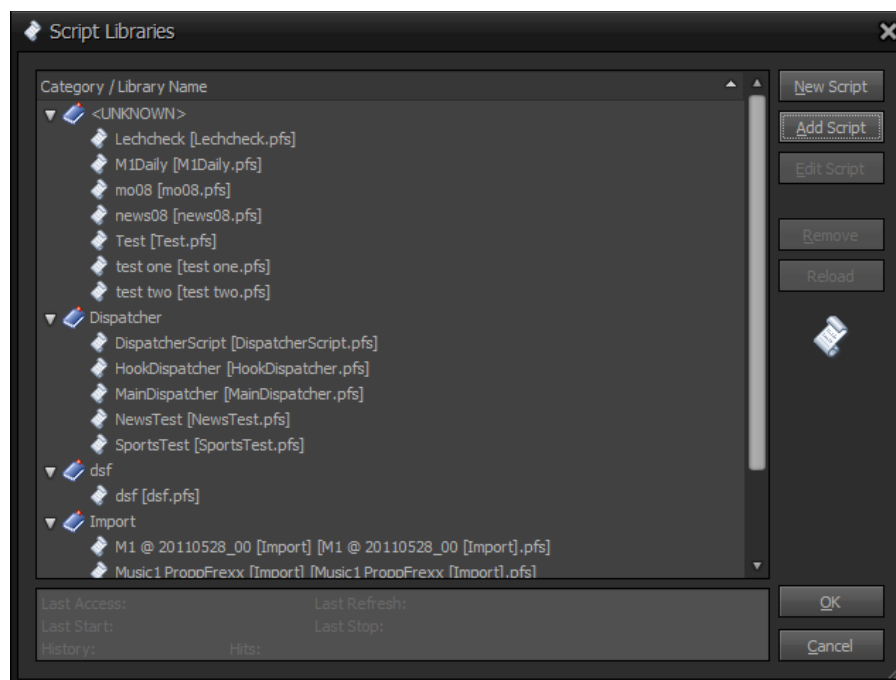 Script Libraries
Category / Library Name
<UNKNOWN>
Lechcheck [Lechcheck.pfs]
M1Daily [M1Daily.pfs]
mo08 [mo08.pfs]
news08 [news08.pfs]
Test [Test.pfs]
test one [test one.pfs]
test two [test two.pfs]
Dispatcher
DispatcherScript [DispatcherScript.pfs]
HookDispatcher [HookDispatcher.pfs]
MainDispatcher [MainDispatcher.pfs]
NewsTest [NewsTest.pfs]
SportsTest [SportsTest.pfs]
dsf
dsf [dsf.pfs]
Import
M1 @ 20110528_00 [Import] [M1 @ 20110528_00 [Import].pfs]
Music1 ProppFrexx [Import] [Music1 ProppFrexx [Import].pfs]
New Script
Add Script
Edit Script
Remove
Reload
Last Access: Last Refresh:
Last Start: Last Stop:
History: Hits:
OK
Cancel